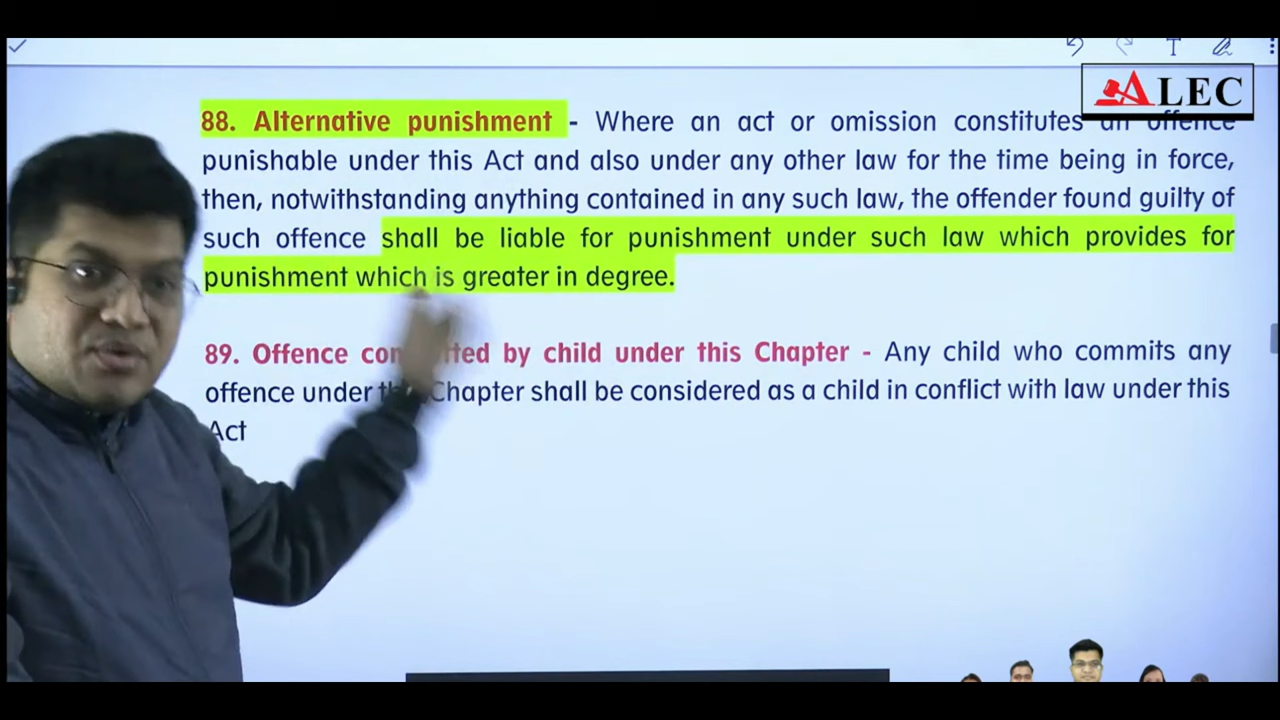 ALEC
88. Alternative punishment - Where an act or omission constitutes an offence
punishable under this Act and also under any other law for the time being in force,
then, notwithstanding anything contained in any such law, the offender found guilty of
such offence shall be liable for punishment under such law which provides for
punishment which is greater in degree.
89. Offence committed by child under this Chapter - Any child who commits any
offence under this Chapter shall be considered as a child in conflict with law under this
Act